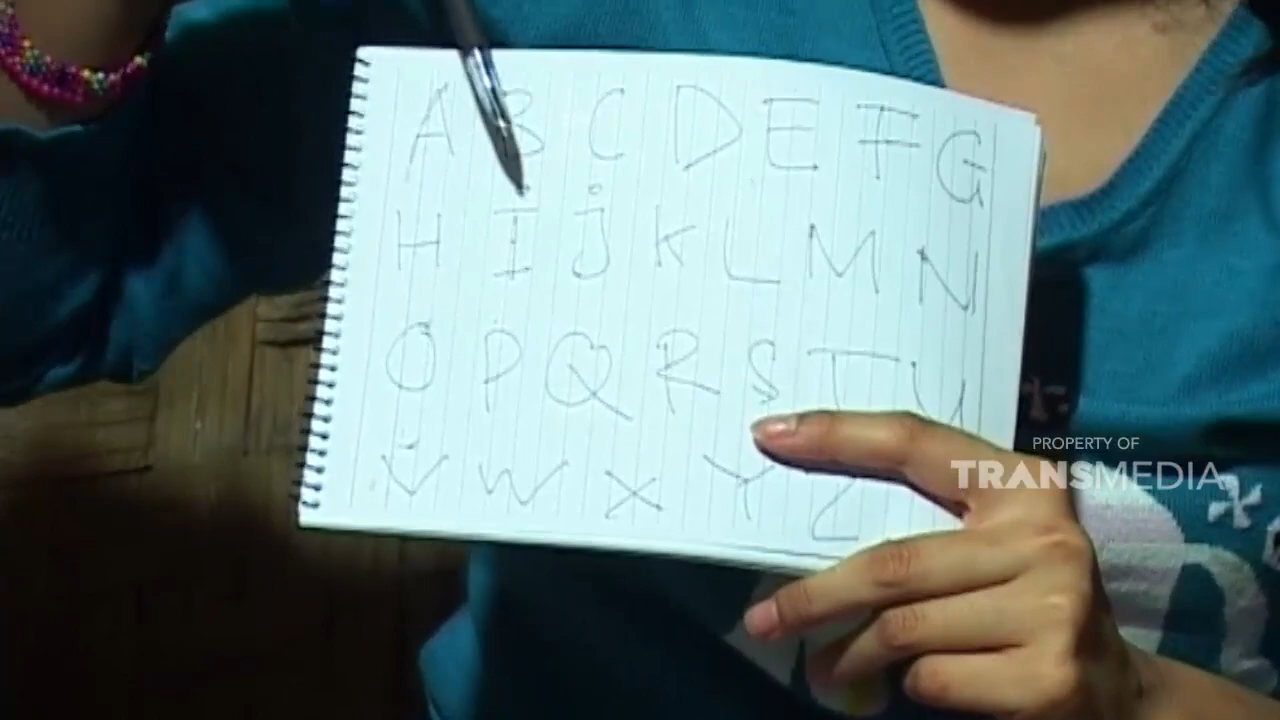 A B C D E F G
H I J K L M N
O P Q R S T U
V W X Y Z
PROPERTY OF
TRANSMEDIA